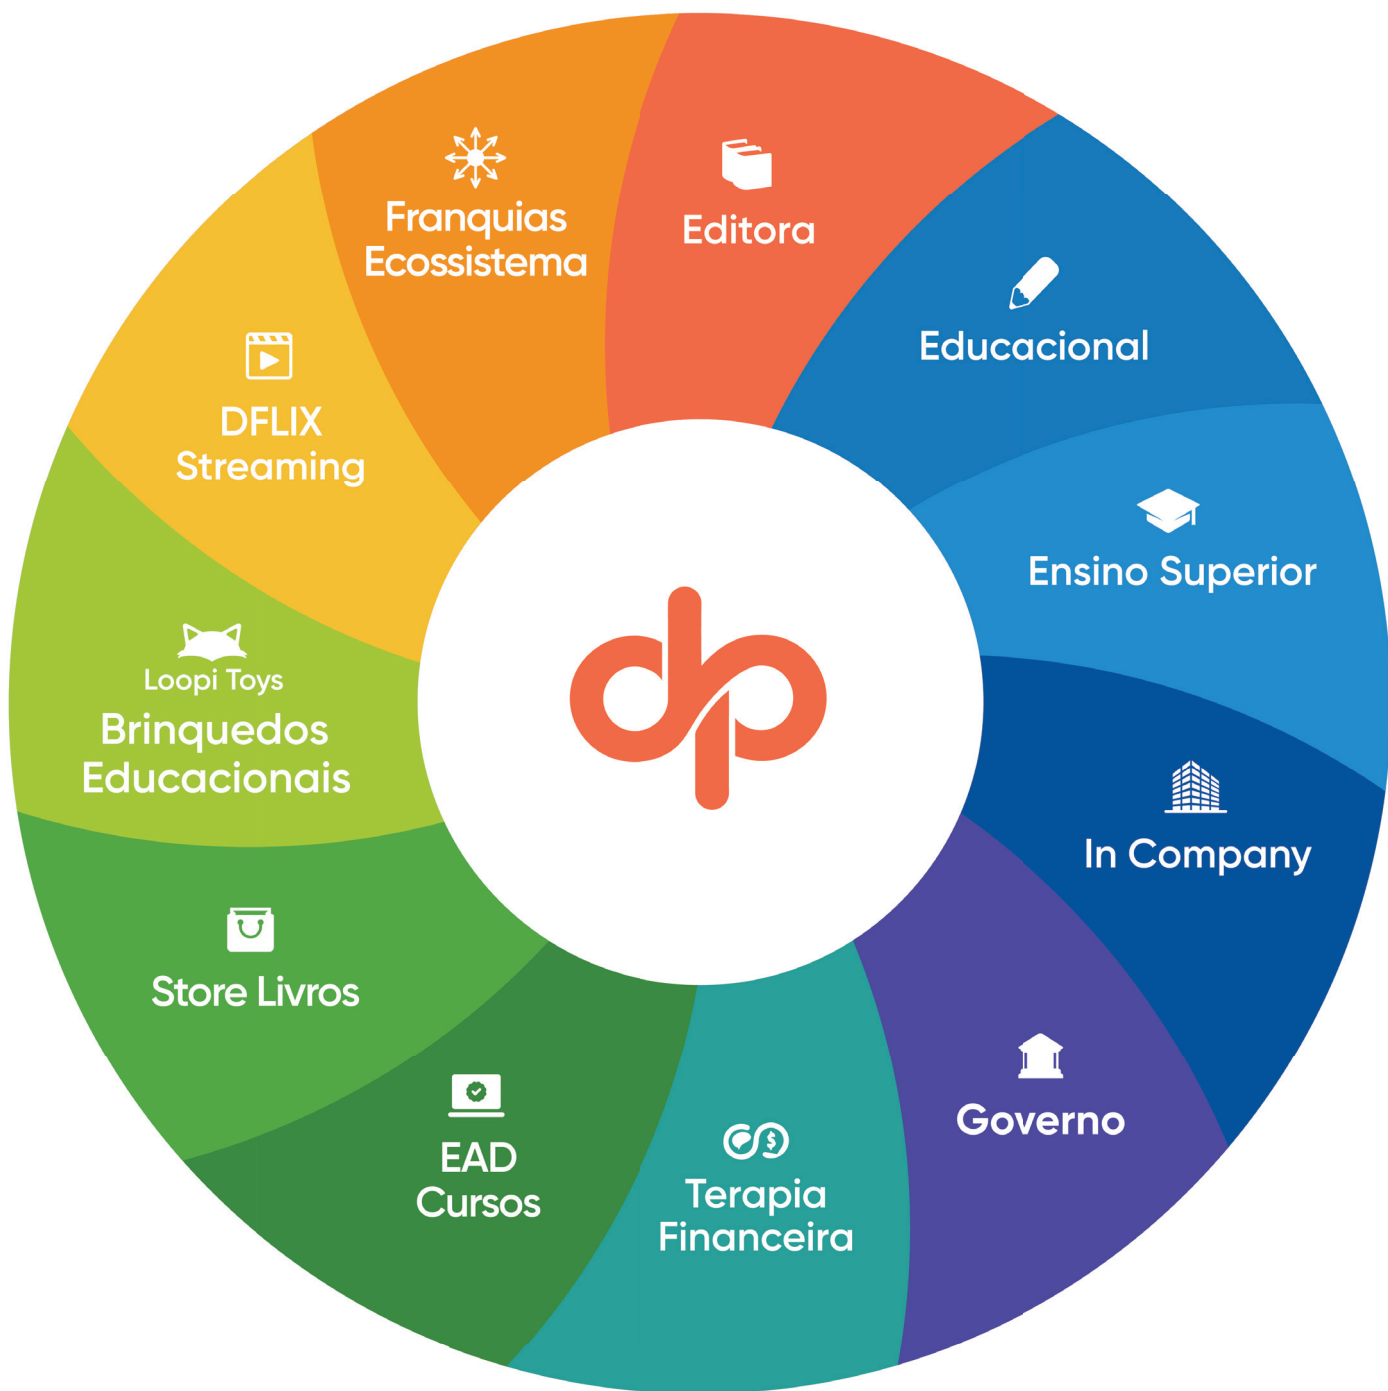 Editora
Educacional
Ensino Superior
In Company
Governo
Terapia
Financeira
EAD
Cursos
Store Livros
Loopi Toys
Brinquedos
Educacionais
DFLIX
Streaming
Franquias
Ecossistema
dp